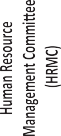 Human Resource
Management Committee
(HRMC)